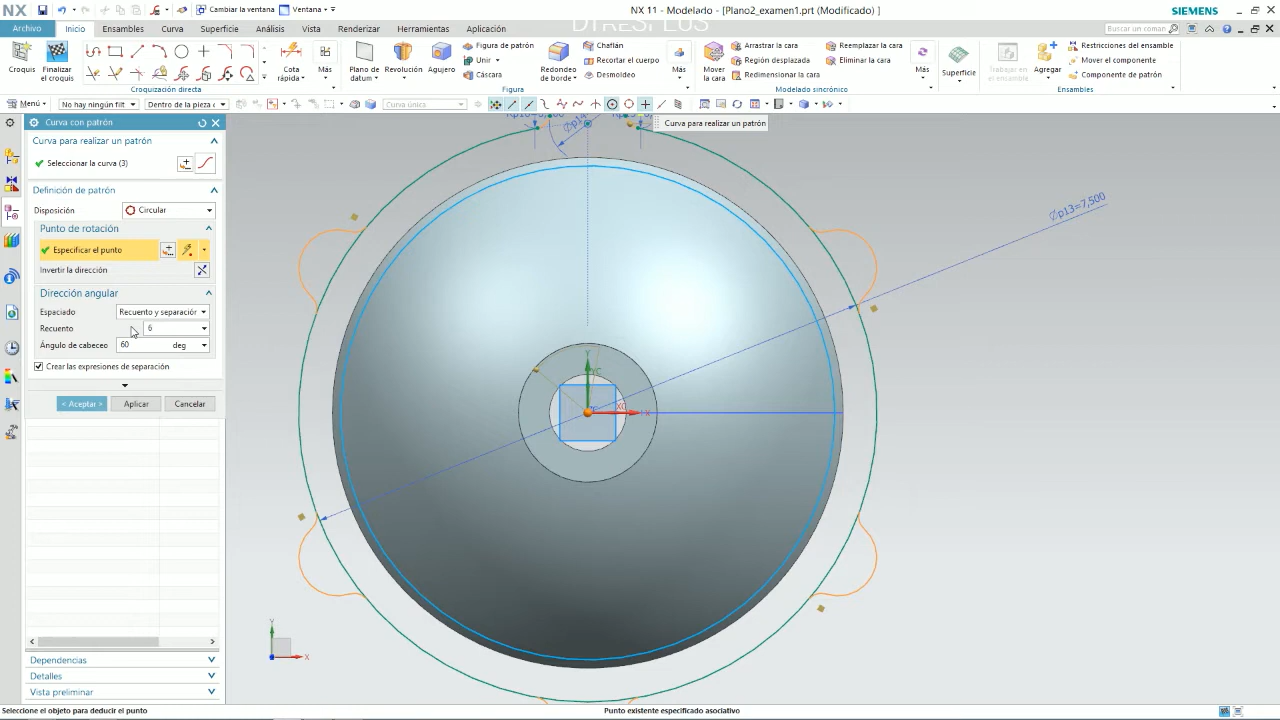 NX
Cambiar la ventana
Ventana
NX 11 - Modelado - [Plano2_examen1.prt (Modificado) ]
SIEMENS
DTRESPLUS
Archivo
Inicio
Ensambles
Curva
Superficie
Análisis
Vista
Renderizar
Herramientas
Aplicación
Buscar un coman
Croquis
Finalizar el croquis
Cota rápida
Más
Croquización directa
Plano de datum
Revolución
Agujero
Figura de patrón
Unir
Cáscara
Redondeo de borde
Chaflán
Recortar el cuerpo
Desmoldeo
Más
Figura
Mover la cara
Arrastrar la cara
Región desplazada
Redimensionar la cara
Reemplazar la cara
Eliminar la cara
Más
Modelado sincrónico
Superficie
Trabajar en el ensamble
Agregar
Restricciones del ensamble
Mover el componente
Componente de patrón
Ensambles
Menú
No hay ningún filt
Dentro de la pieza d
Curva única
Curva con patrón
Curva para realizar un patrón
Seleccionar la curva (3)
Definición de patrón
Disposición
Circular
Punto de rotación
Especificar el punto
Invertir la dirección
Dirección angular
Espaciado
Recuento y separación
Recuento
6
Ángulo de cabeceo
60
deg
Crear las expresiones de separación
< Aceptar >
Aplicar
Cancelar
Curva para realizar un patrón
Øp13=7,500
Y
X
Y
X
Dependencias
Detalles
Vista preliminar
Seleccione el objeto para deducir el punto
Punto existente especificado asociativo